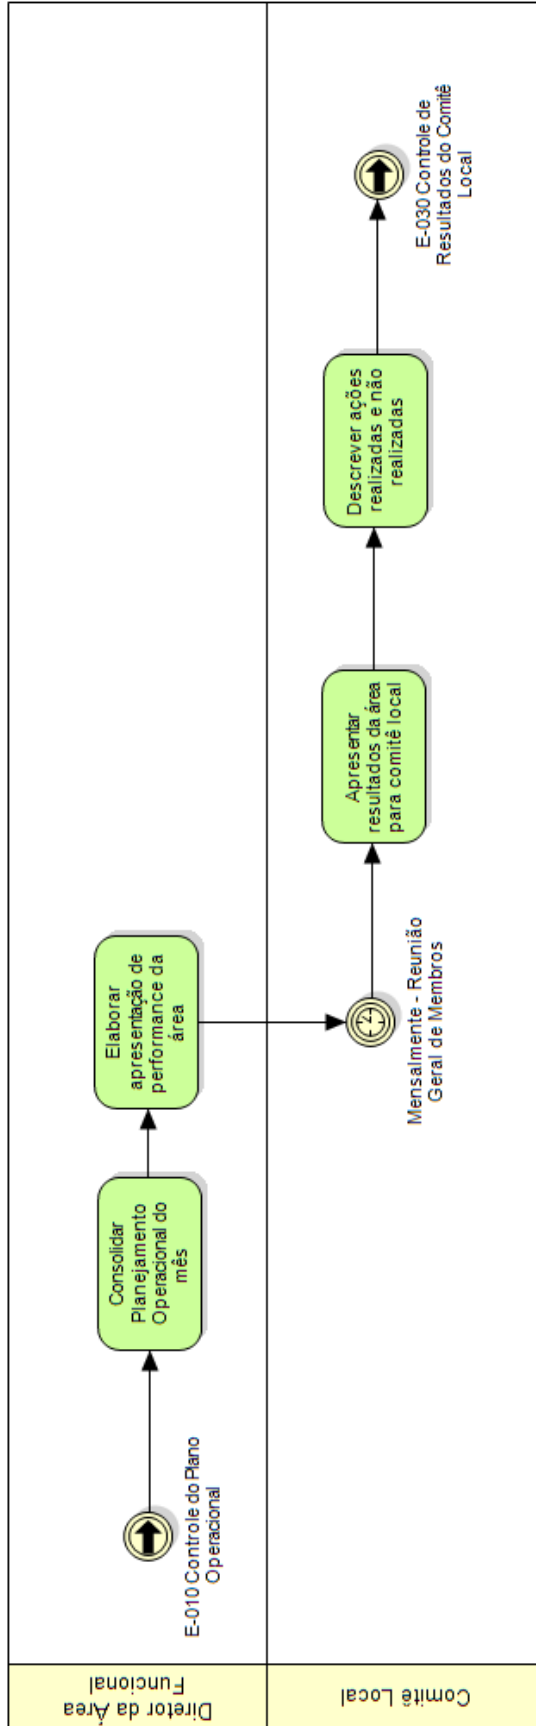 Diretor da Área
Funcional
E-010 Controle do Plano
Operacional
Consolidar
Planejamento
Operacional do
mês
Elaborar
apresentação de
performance da
área
Comitê Local
Mensalmente - Reunião
Geral de Membros
Apresentar
resultados da área
para comitê local
Descrever ações
realizadas e não
realizadas
E-030 Controle de
Resultados do Comitê
Local